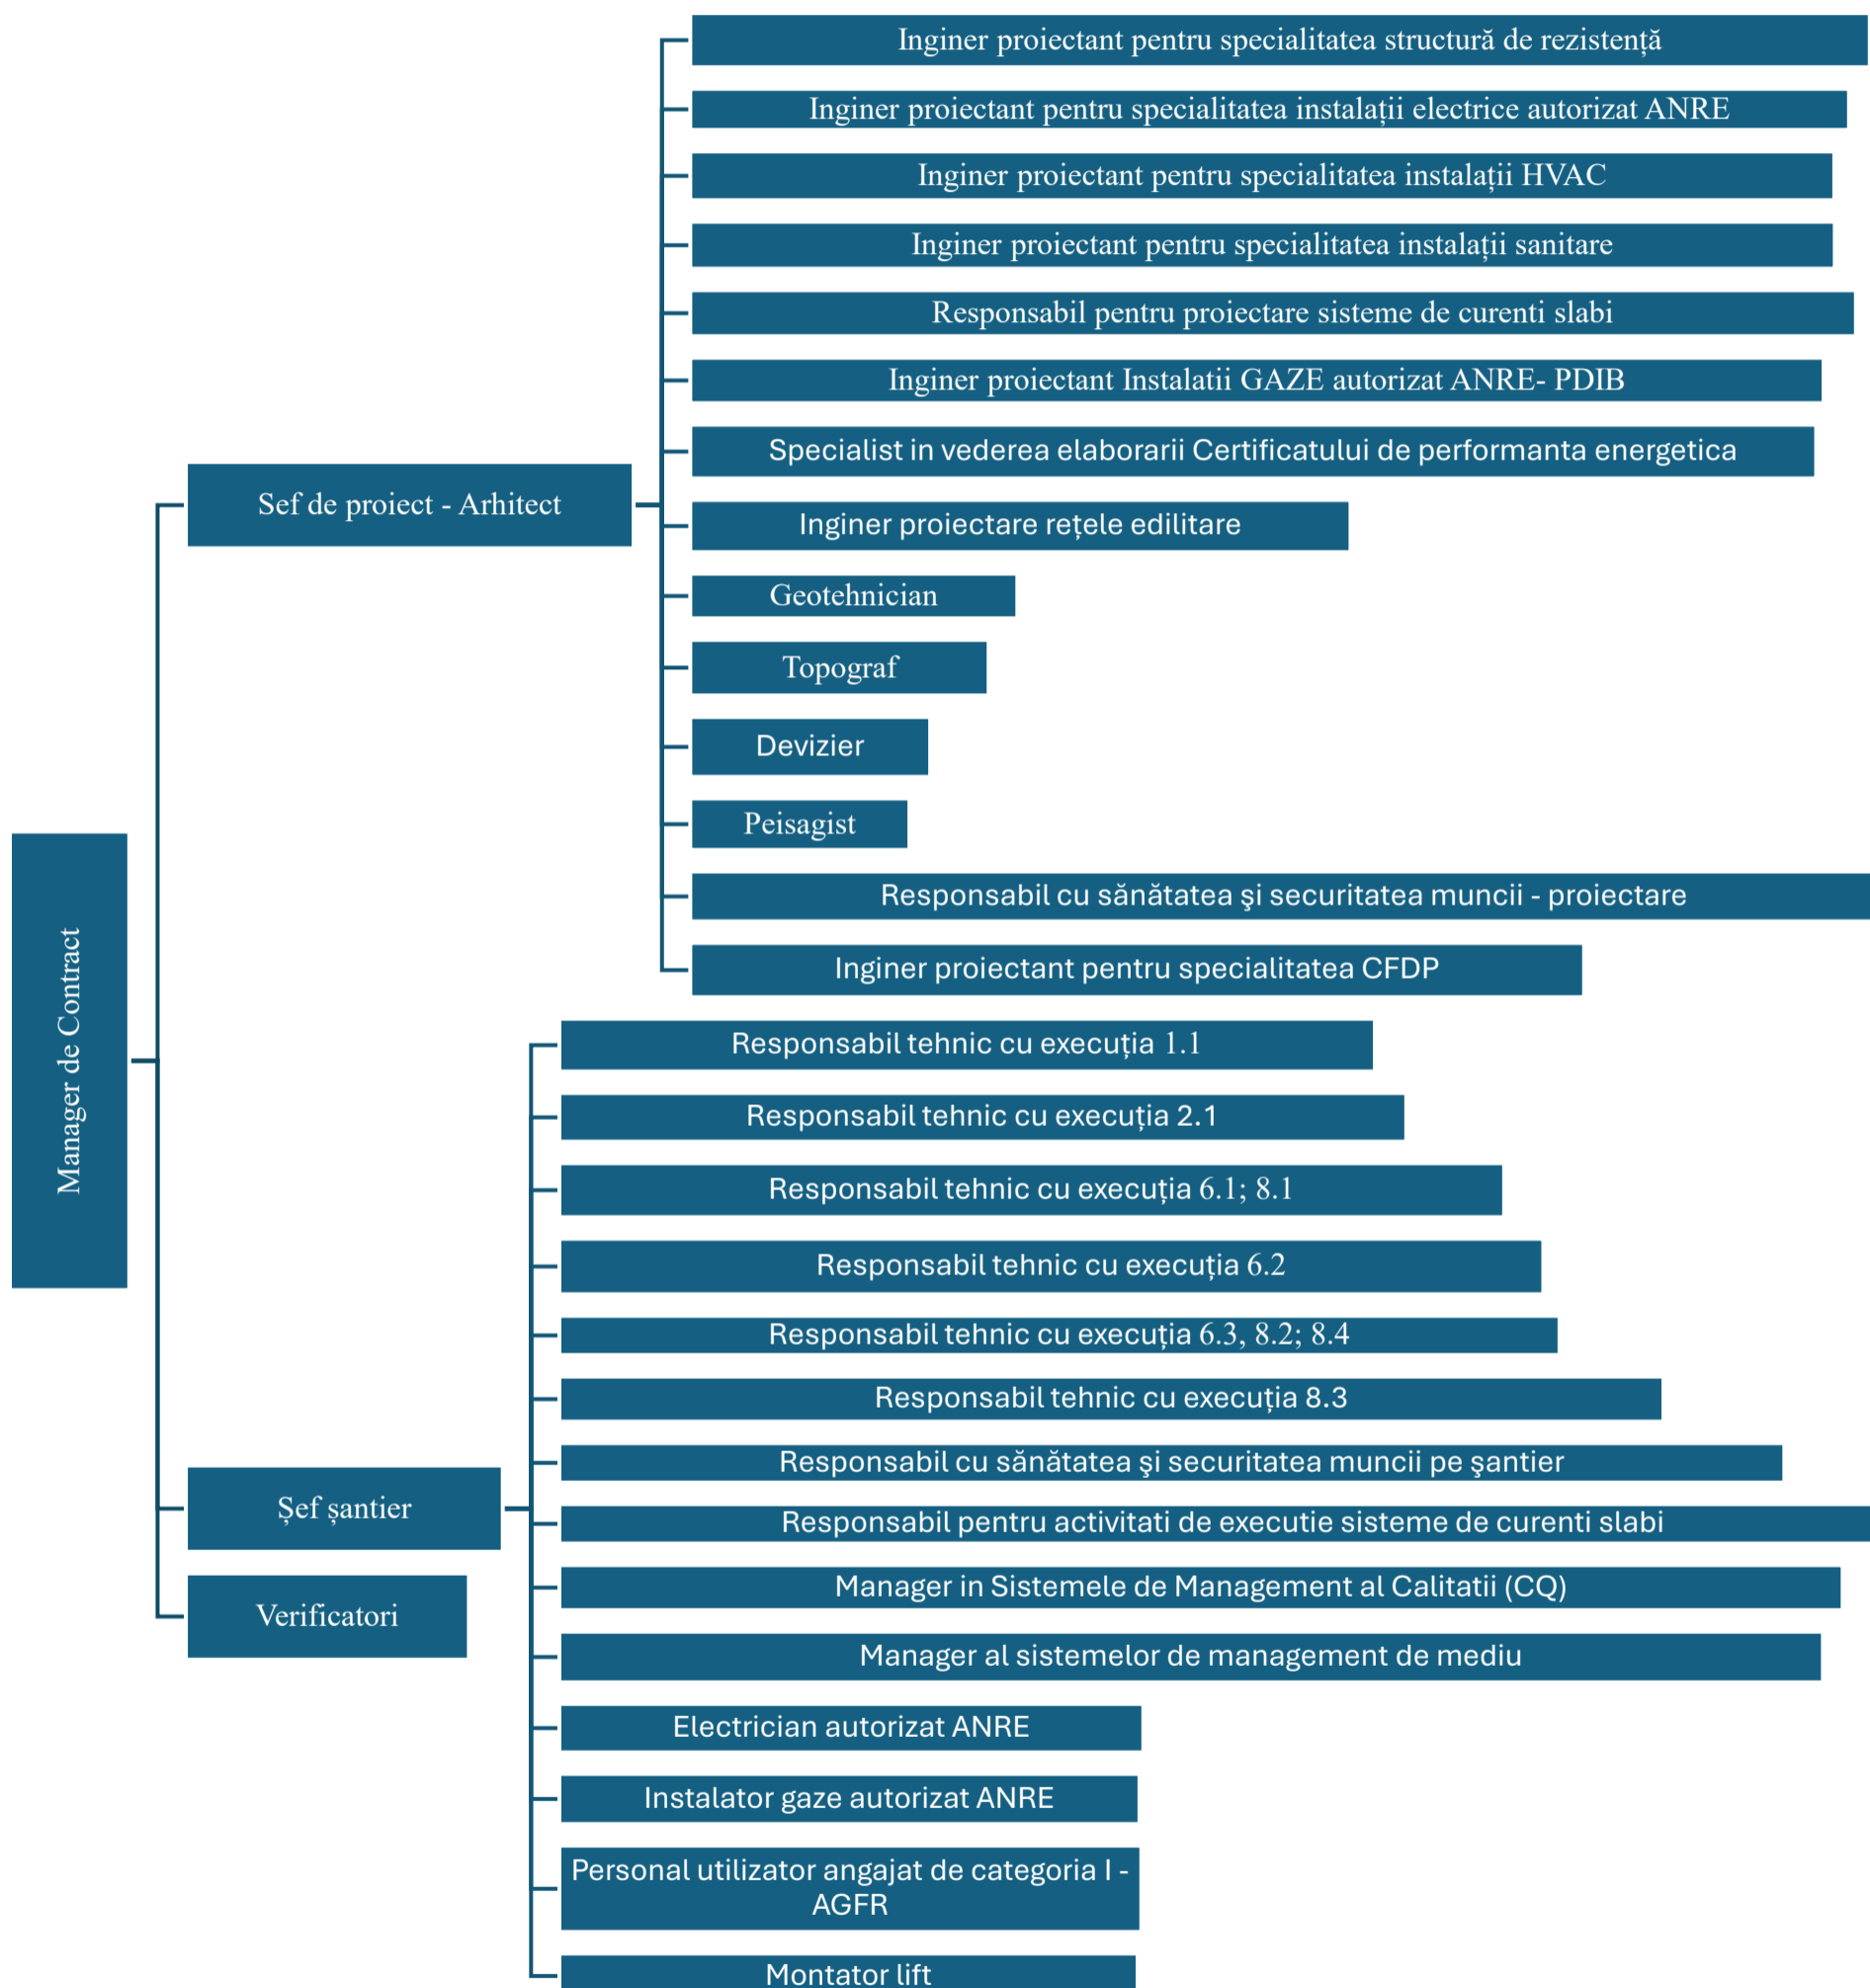 Manager de Contract
Sef de proiect - Arhitect
Inginer proiectant pentru specialitatea structură de rezistență
Inginer proiectant pentru specialitatea instalații electrice autorizat ANRE
Inginer proiectant pentru specialitatea instalații HVAC
Inginer proiectant pentru specialitatea instalații sanitare
Responsabil pentru proiectare sisteme de curenti slabi
Inginer proiectant Instalatii GAZE autorizat ANRE- PDIB
Specialist in vederea elaborarii Certificatului de performanta energetica
Inginer proiectare rețele edilitare
Geotehnician
Topograf
Devizier
Peisagist
Responsabil cu sănătatea şi securitatea muncii - proiectare
Inginer proiectant pentru specialitatea CFDP
Șef șantier
Responsabil tehnic cu execuția 1.1
Responsabil tehnic cu execuția 2.1
Responsabil tehnic cu execuția 6.1; 8.1
Responsabil tehnic cu execuția 6.2
Responsabil tehnic cu execuția 6.3, 8.2; 8.4
Responsabil tehnic cu execuția 8.3
Responsabil cu sănătatea şi securitatea muncii pe şantier
Responsabil pentru activitati de executie sisteme de curenti slabi
Manager in Sistemele de Management al Calitatii (CQ)
Manager al sistemelor de management de mediu
Electrician autorizat ANRE
Instalator gaze autorizat ANRE
Personal utilizator angajat de categoria I -
AGFR
Montator lift
Verificatori